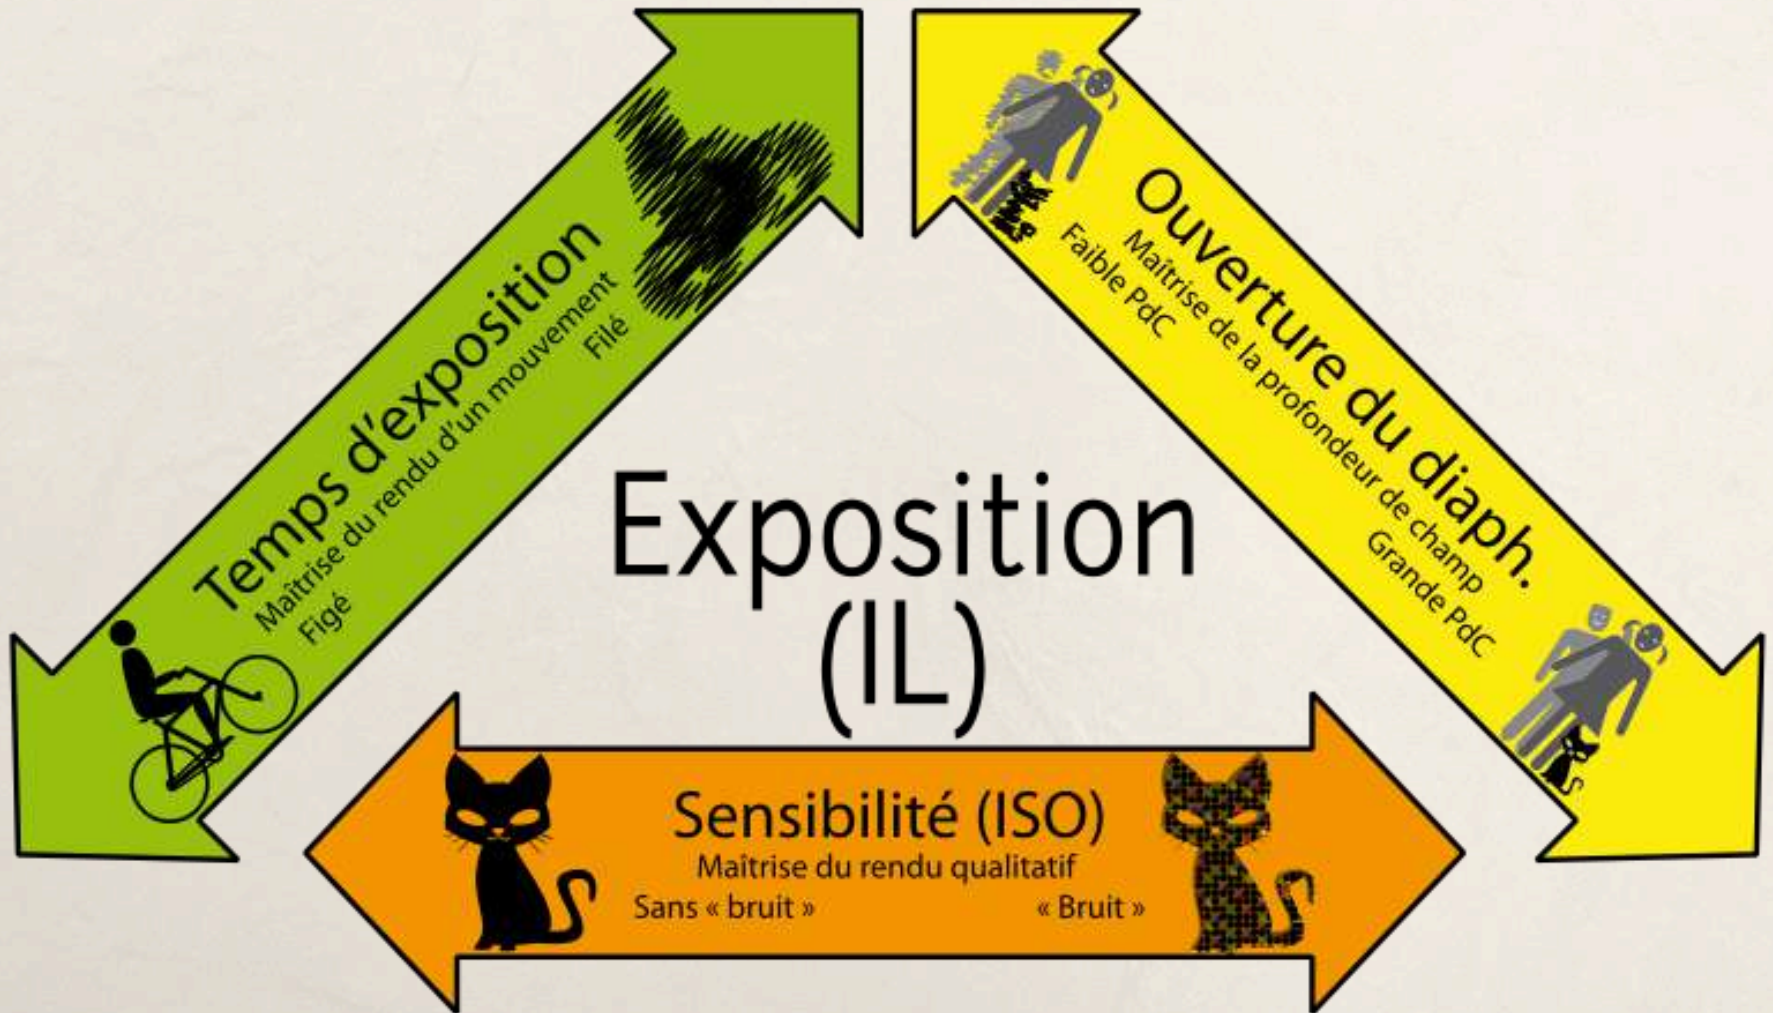 Temps d'exposition
Maîtrise du rendu d'un mouvement
Figé
Filé
Ouverture du diaph.
Maîtrise de la profondeur de champ
Faible PdC
Grande PdC
Exposition
(IL)
Sensibilité (ISO)
Maîtrise du rendu qualitatif
Sans « bruit » « Bruit »